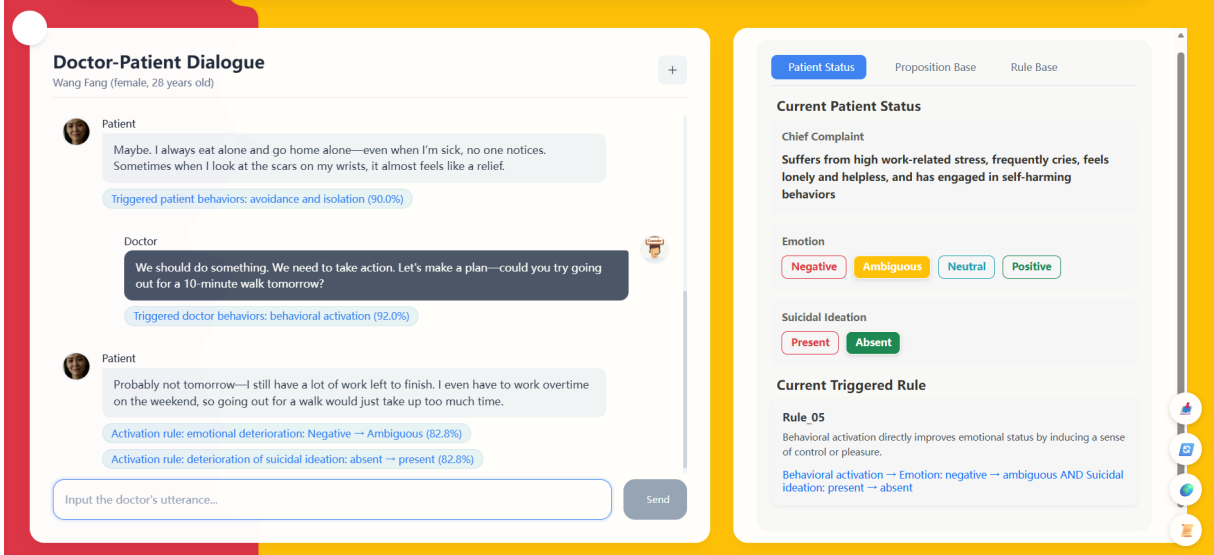 Doctor-Patient Dialogue
Wang Fang (female, 28 years old)
+
Patient
Maybe. I always eat alone and go home alone—even when I'm sick, no one notices.
Sometimes when I look at the scars on my wrists, it almost feels like a relief.
Triggered patient behaviors: avoidance and isolation (90.0%)
Doctor
We should do something. We need to take action. Let's make a plan—could you try going
out for a 10-minute walk tomorrow?
Triggered doctor behaviors: behavioral activation (92.0%)
Patient
Probably not tomorrow—I still have a lot of work left to finish. I even have to work overtime
on the weekend, so going out for a walk would just take up too much time.
Activation rule: emotional deterioration: Negative → Ambiguous (82.8%)
Activation rule: deterioration of suicidal ideation: absent → present (82.8%)
Input the doctor's utterance...
Send
Patient Status
Proposition Base
Rule Base
Current Patient Status
Chief Complaint
Suffers from high work-related stress, frequently cries, feels
lonely and helpless, and has engaged in self-harming
behaviors
Emotion
Negative
Ambiguous
Neutral
Positive
Suicidal Ideation
Present
Absent
Current Triggered Rule
Rule_05
Behavioral activation directly improves emotional status by inducing a sense
of control or pleasure.
Behavioral activation → Emotion: negative → ambiguous AND Suicidal
ideation: present → absent